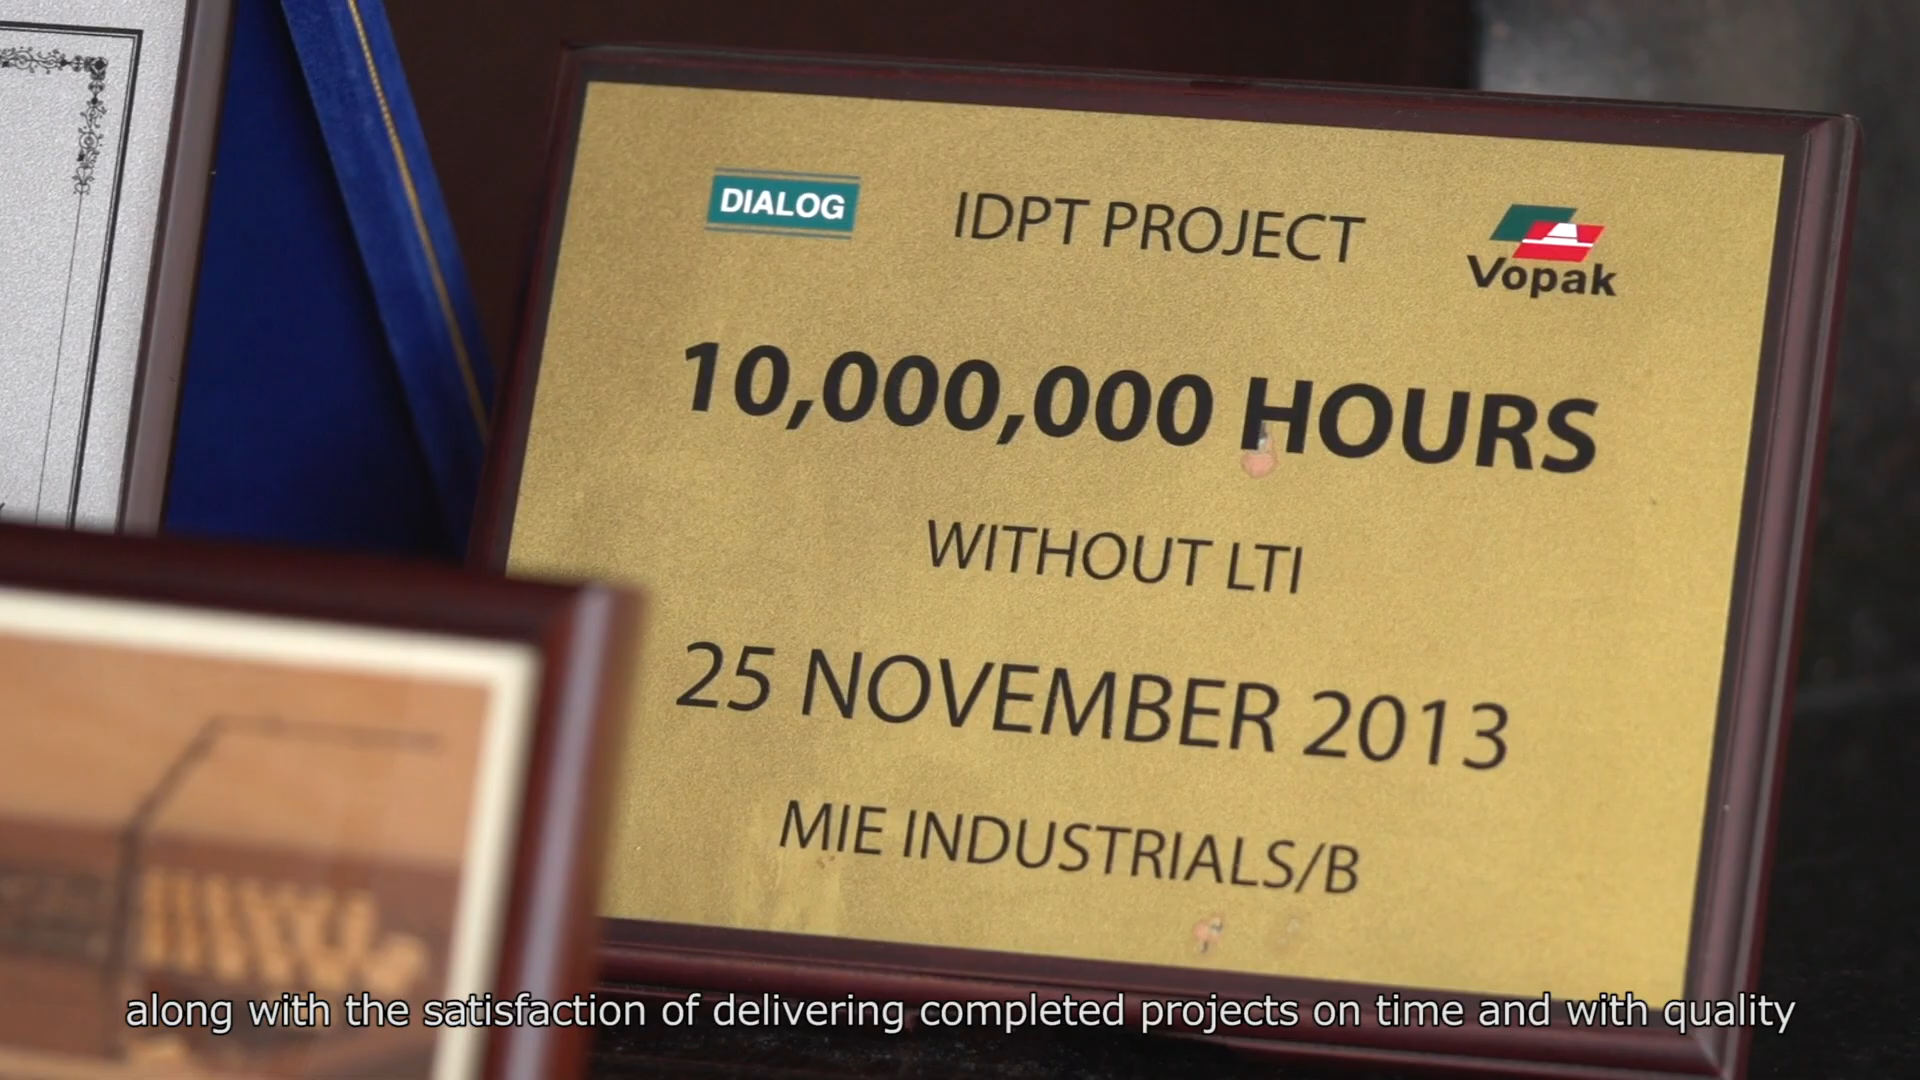 DIALOG
IDPT PROJECT
Vopak
10,000,000 HOURS
WITHOUT LTI
25 NOVEMBER 2013
MIE INDUSTRIALS/B
along with the satisfaction of delivering completed projects on time and with quality